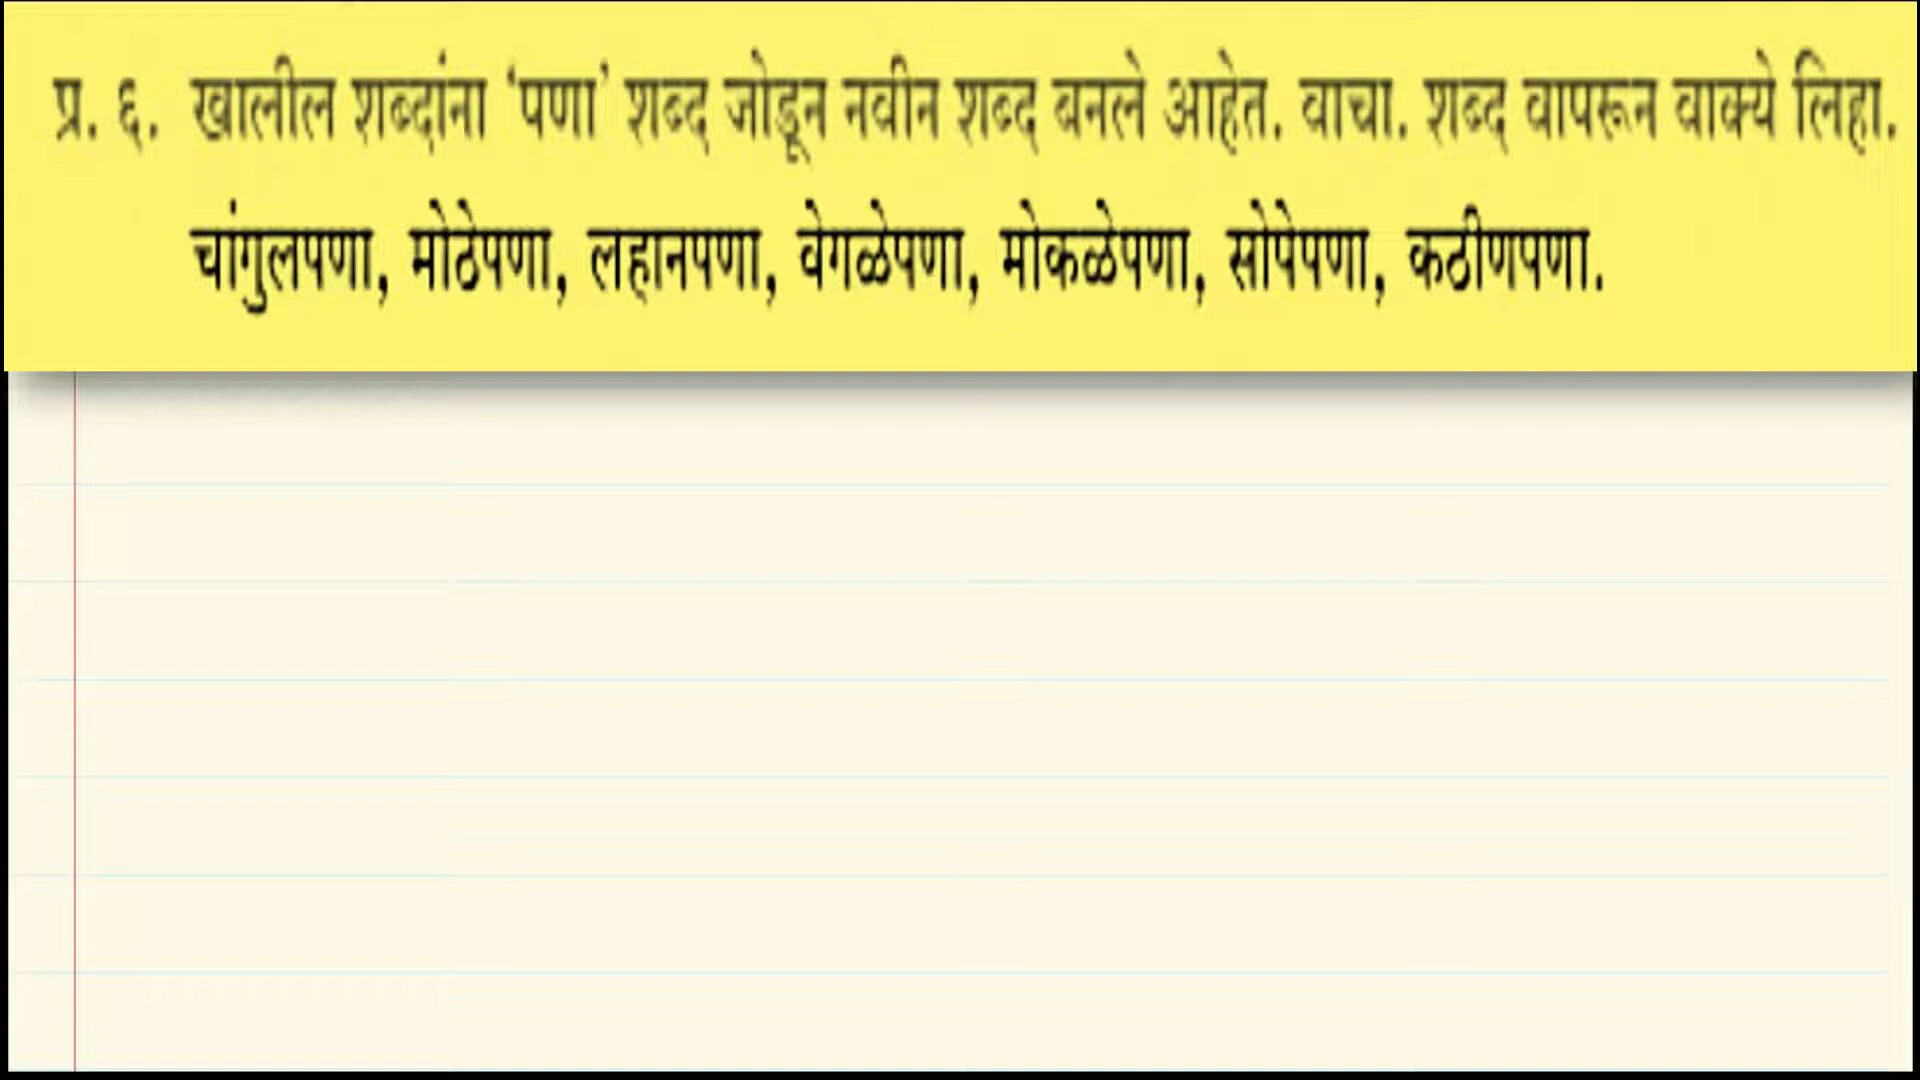 प्र. ६. खालील शब्दांना ‘पणा’ शब्द जोडून नवीन शब्द बनले आहेत. वाचा. शब्द वापरून वाक्ये लिहा.
चांगुलपणा, मोठेपणा, लहानपणा, वेगळेपणा, मोकळेपणा, सोपेपणा, कठीणपणा.